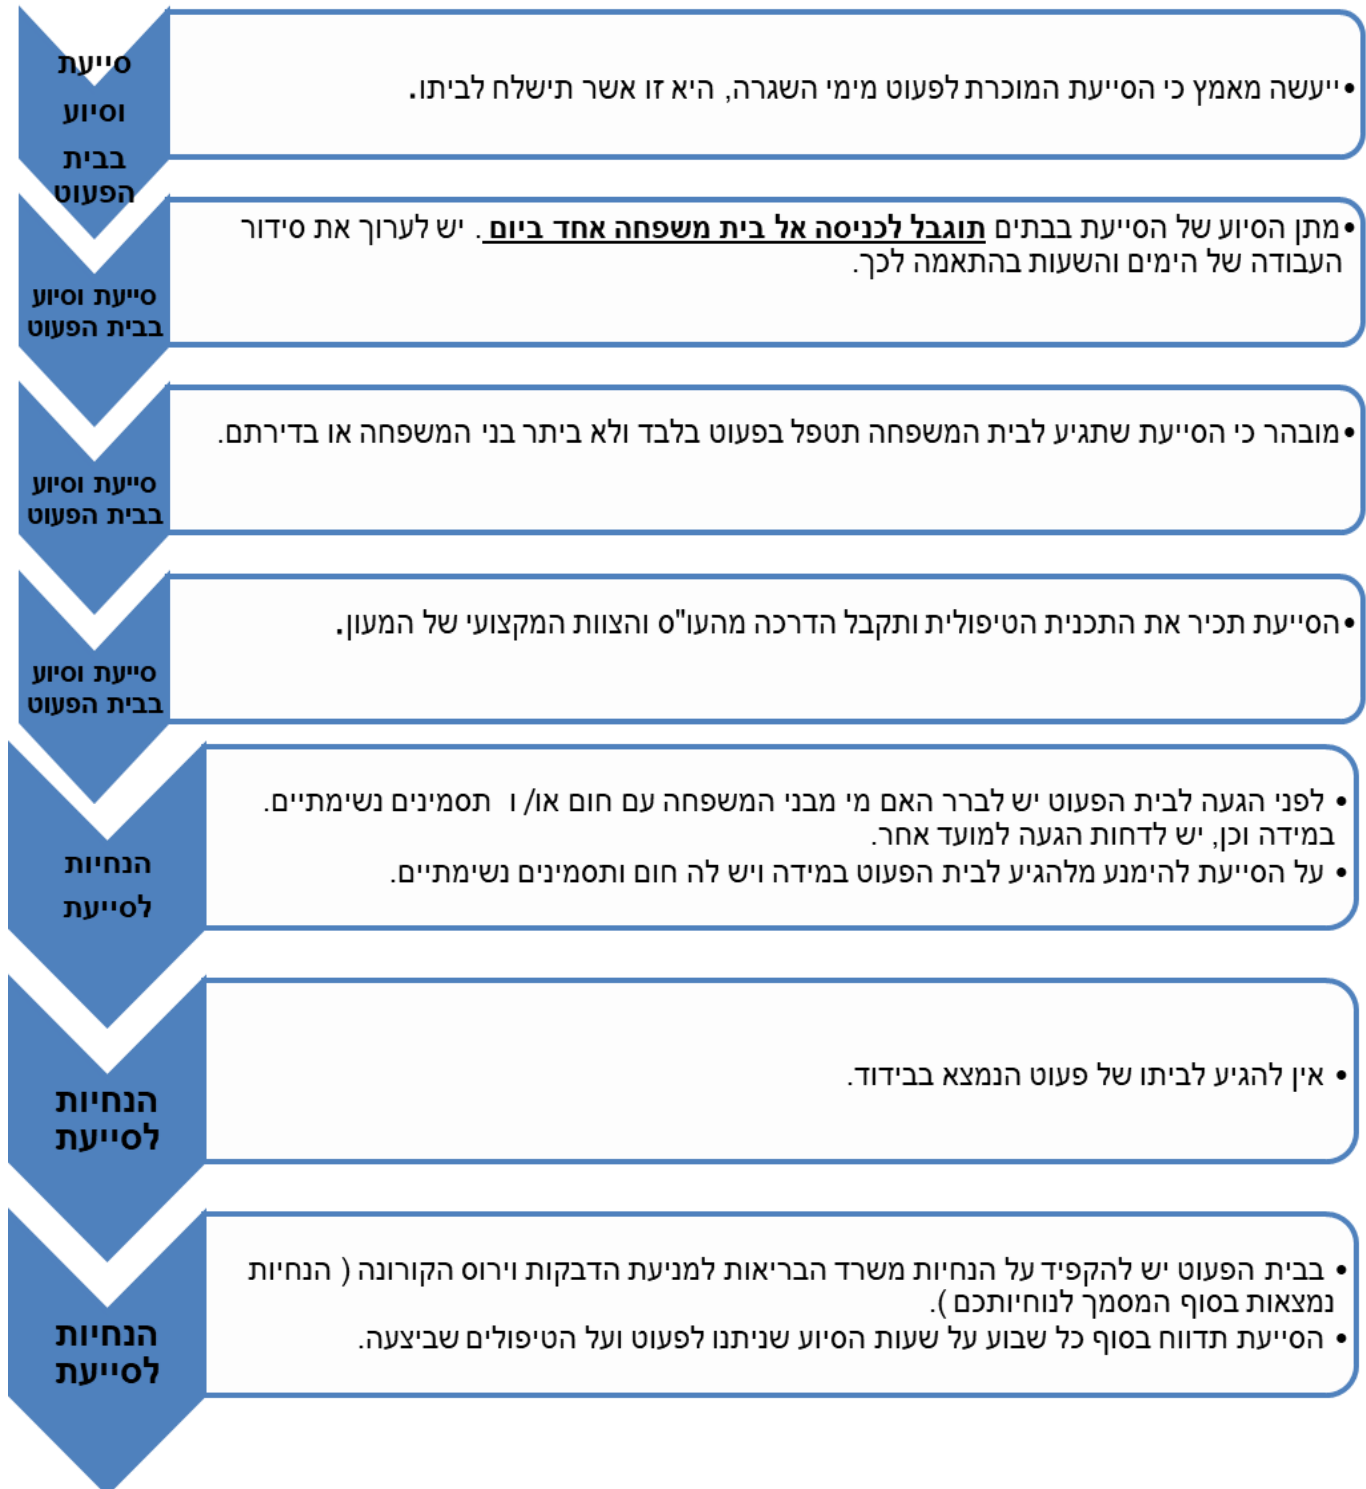 סייעת
וסיוע
בבית
הפעוט
•ייעשה מאמץ כי הסייעת המוכרת לפעוט מימי השגרה, היא זו אשר תישלח לביתו.
סייעת וסיוע
בבית הפעוט
•מתן הסיוע של הסייעת בבתים תוגבל לכניסה אל בית משפחה אחד ביום . יש לערוך את סידור
העבודה של הימים והשעות בהתאמה לכך.
סייעת וסיוע
בבית הפעוט
•מובהר כי הסייעת שתגיע לבית המשפחה תטפל בפעוט בלבד ולא ביתר בני המשפחה או בדירתם.
סייעת וסיוע
בבית הפעוט
•הסייעת תכיר את התכנית הטיפולית ותקבל הדרכה מהעו"ס והצוות המקצועי של המעון.
הנחיות
לסייעת
• לפני הגעה לבית הפעוט יש לברר האם מי מבני המשפחה עם חום או/ ו תסמינים נשימתיים.
במידה וכן, יש לדחות הגעה למועד אחר.
• על הסייעת להימנע מלהגיע לבית הפעוט במידה ויש לה חום ותסמינים נשימתיים.
הנחיות
לסייעת
• אין להגיע לביתו של פעוט הנמצא בבידוד.
הנחיות
לסייעת
• בבית הפעוט יש להקפיד על הנחיות משרד הבריאות למניעת הדבקות וירוס הקורונה ( הנחיות
נמצאות בסוף המסמך לנוחיותכם ).
• הסייעת תדווח בסוף כל שבוע על שעות הסיוע שניתנו לפעוט ועל הטיפולים שביצעה.